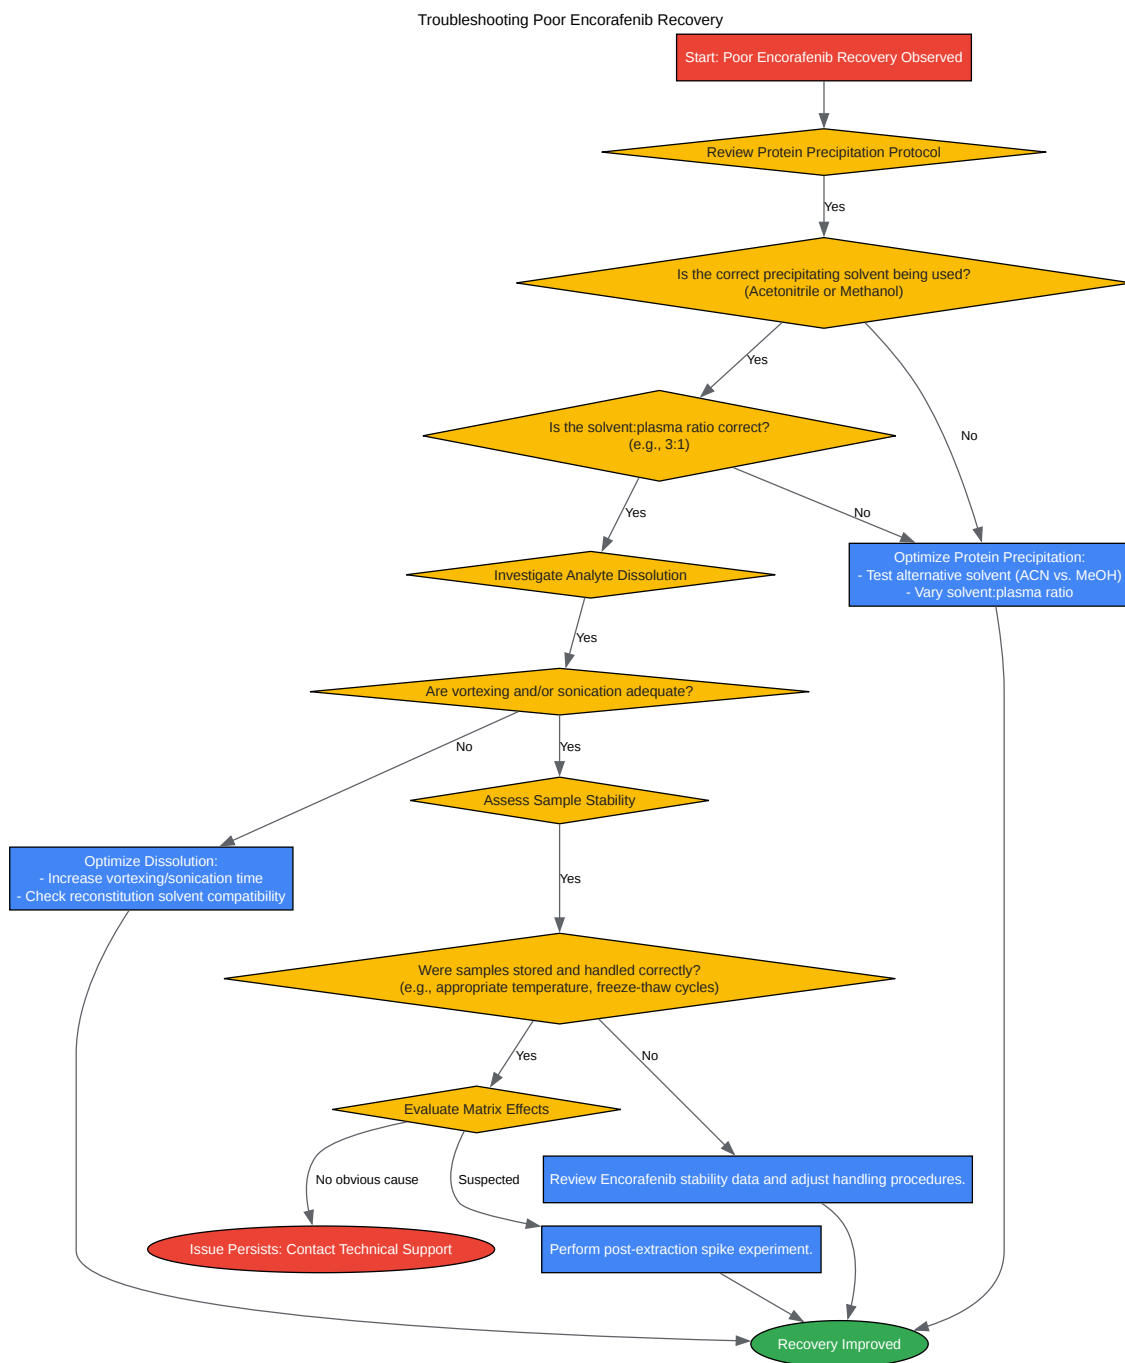 Troubleshooting Poor Encorafenib Recovery
Start: Poor Encorafenib Recovery Observed
Review Protein Precipitation Protocol
Yes
Is the correct precipitating solvent being used?
(Acetonitrile or Methanol)
Yes
No
Is the solvent:plasma ratio correct?
(e.g., 3:1)
Yes
No
Optimize Protein Precipitation:
- Test alternative solvent (ACN vs. MeOH)
- Vary solvent:plasma ratio
Investigate Analyte Dissolution
Yes
Are vortexing and/or sonication adequate?
No
Yes
Assess Sample Stability
Optimize Dissolution:
- Increase vortexing/sonication time
- Check reconstitution solvent compatibility
Yes
Were samples stored and handled correctly?
(e.g., appropriate temperature, freeze-thaw cycles)
Yes
No
Evaluate Matrix Effects
No obvious cause
Suspected
Review Encorafenib stability data and adjust handling procedures.
Issue Persists: Contact Technical Support
Perform post-extraction spike experiment.
Recovery Improved